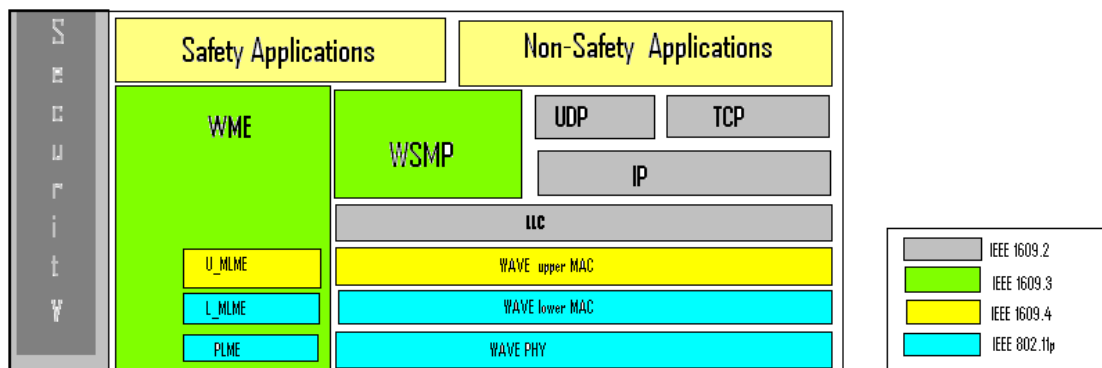 Security
Safety Applications
Non-Safety Applications
WME
WSMP
UDP
TCP
IP
LLC
U_MLME
WAVE upper MAC
L_MLME
WAVE lower MAC
PLME
WAVE PHY
IEEE 1609.2
IEEE 1609.3
IEEE 1609.4
IEEE 802.11p